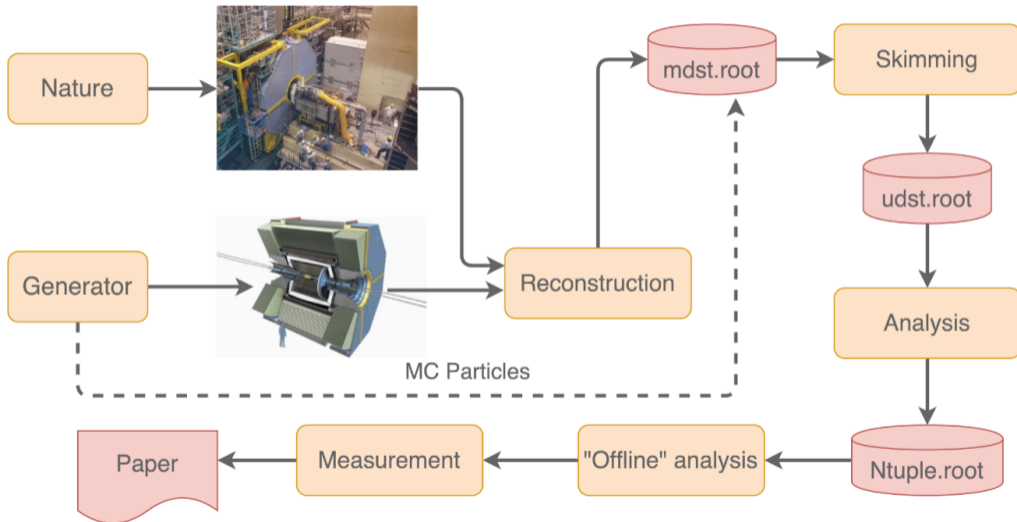 Nature
mdst.root
Skimming
udst.root
Generator
Reconstruction
Analysis
MC Particles
Paper
Measurement
"Offline" analysis
Ntuple.root